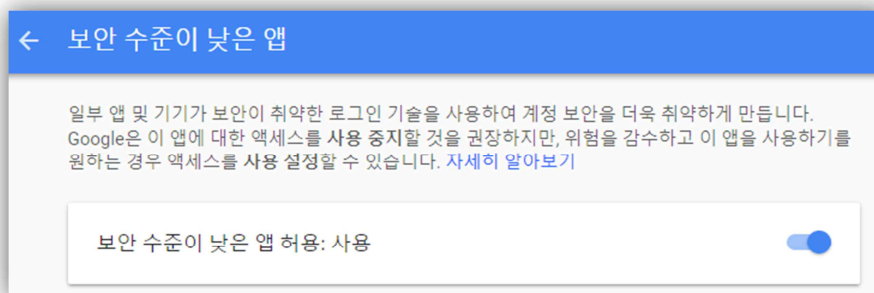 보안 수준이 낮은 앱
일부 앱 및 기기가 보안이 취약한 로그인 기술을 사용하여 계정 보안을 더욱 취약하게 만듭니다.
Google은 이 앱에 대한 액세스를 사용 중지할 것을 권장하지만, 위험을 감수하고 이 앱을 사용하기를
원하는 경우 액세스를 사용 설정할 수 있습니다. 자세히 알아보기
보안 수준이 낮은 앱 허용: 사용